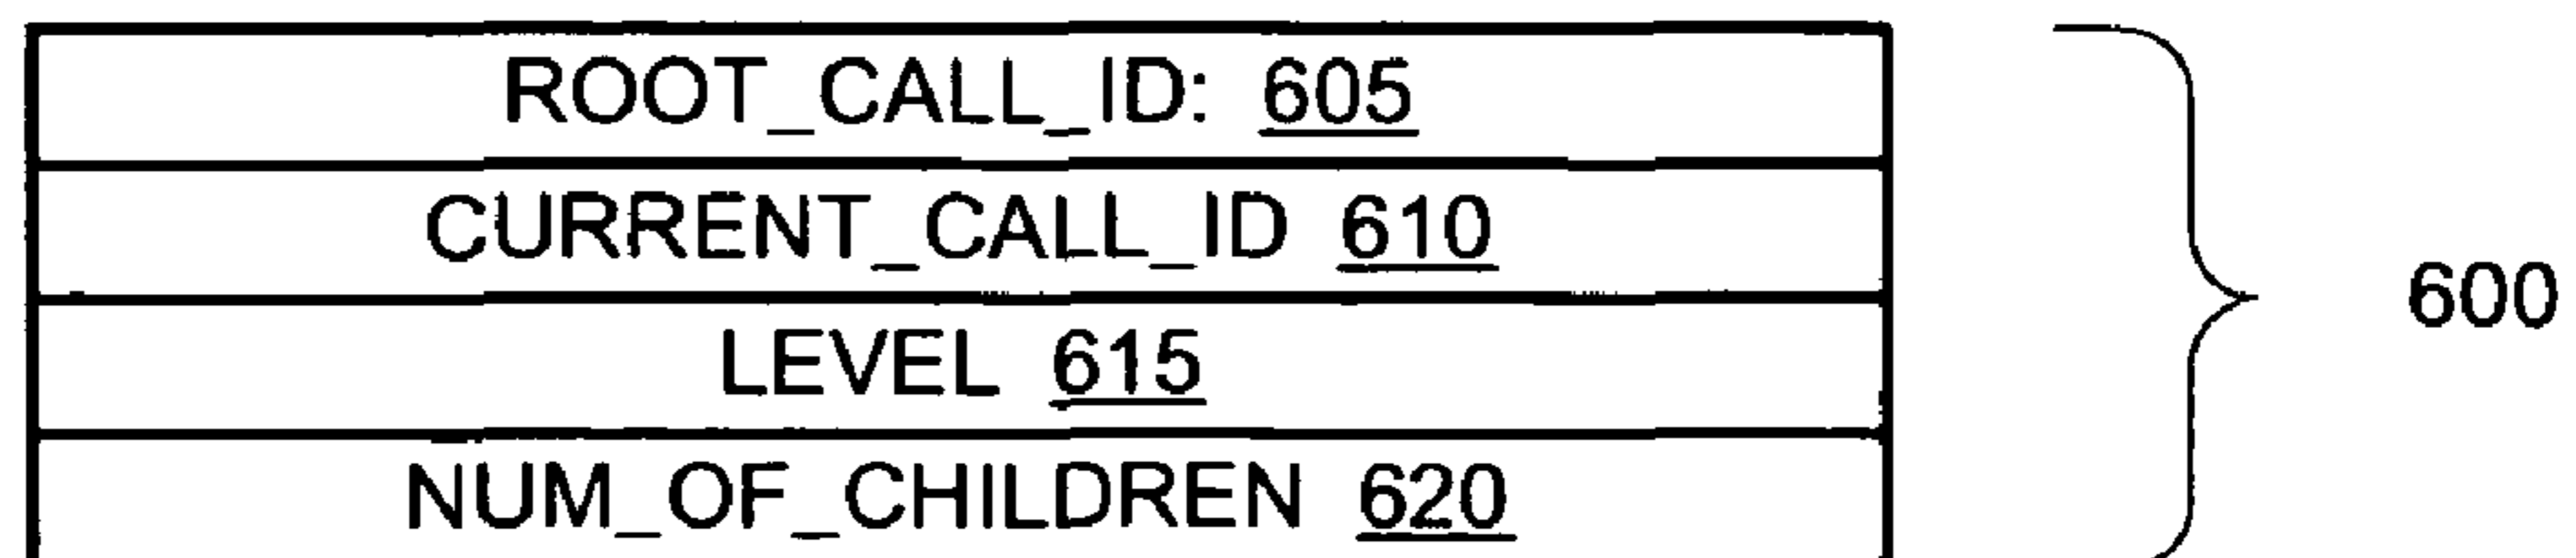 ROOT_CALL_ID: 605
CURRENT_CALL_ID 610
LEVEL 615
NUM_OF_CHILDREN 620
600